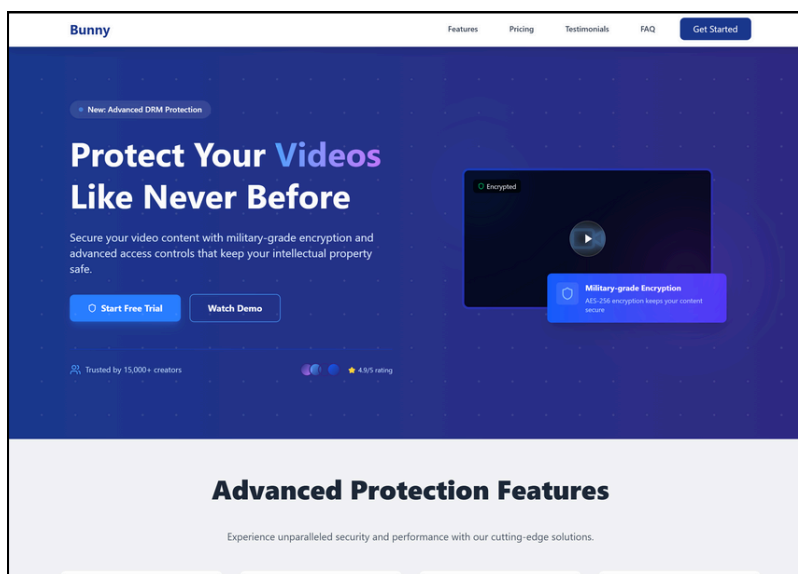 Bunny
Features
Pricing
Testimonials
FAQ
Get Started
New: Advanced DRM Protection
Protect Your Videos
Like Never Before
Secure your video content with military-grade encryption and
advanced access controls that keep your intellectual property
safe.
Start Free Trial
Watch Demo
Trusted by 15,000+ creators
4.9/5 rating
Encrypted
Military-grade Encryption
AES-256 encryption keeps your content
secure
Advanced Protection Features
Experience unparalleled security and performance with our cutting-edge solutions.